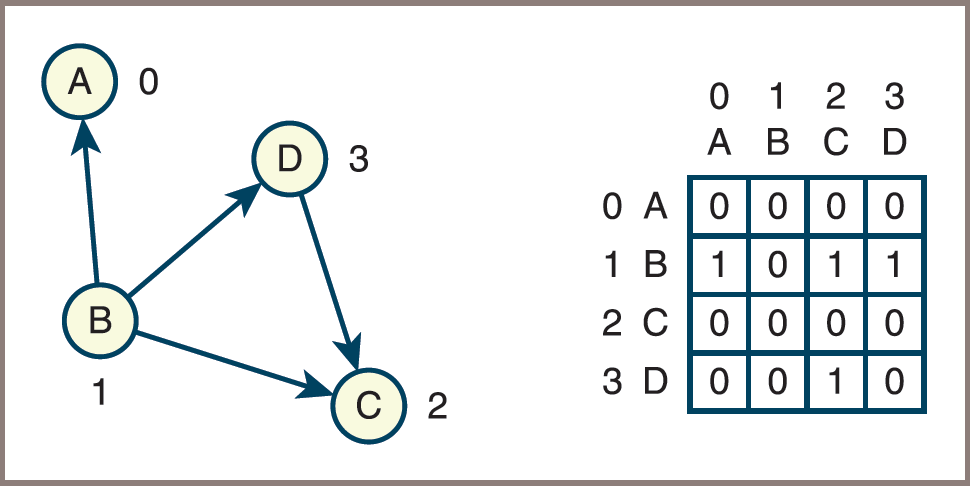 A 0
D 3
B
1
C 2
0 1 2 3
A B C D
0 A 0 0 0 0
1 B 1 0 1 1
2 C 0 0 0 0
3 D 0 0 1 0